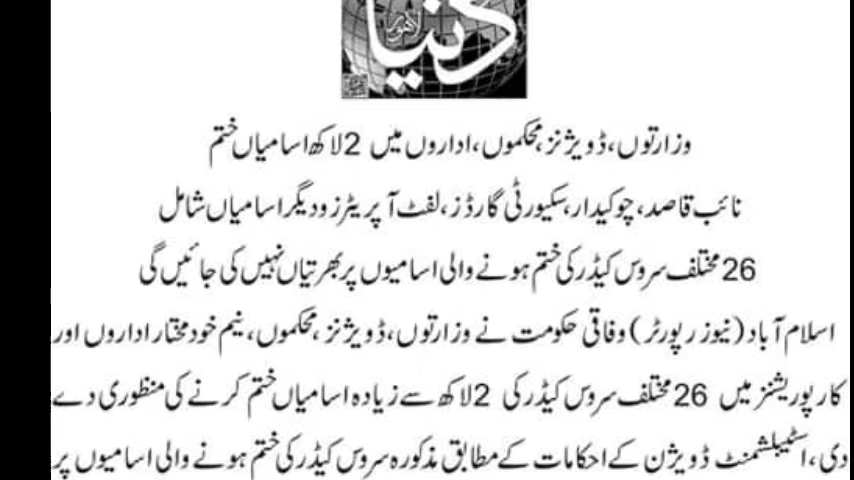 دنیا
لاہور
وزارتوں، ڈویژنز، محکموں، اداروں میں 2 لاکھ اسامیاں ختم
نائب قاصد، چوکیدار، سکیورٹی گارڈز، لفٹ آپریٹرز و دیگر اسامیاں شامل
26 مختلف سروس کیڈر کی ختم ہونے والی اسامیوں پر بھرتیاں نہیں کی جائیں گی
اسلام آباد (نیوز رپورٹر) وفاقی حکومت نے وزارتوں، ڈویژنز، محکموں، نیم خودمختار اداروں اور
کارپوریشنز میں 26 مختلف سروس کیڈر کی 2 لاکھ سے زیادہ اسامیاں ختم کرنے کی منظوری دے
دی، اسٹیبلشمنٹ ڈویژن کے احکامات کے مطابق مذکورہ سروس کیڈر کی ختم ہونے والی اسامیوں پر